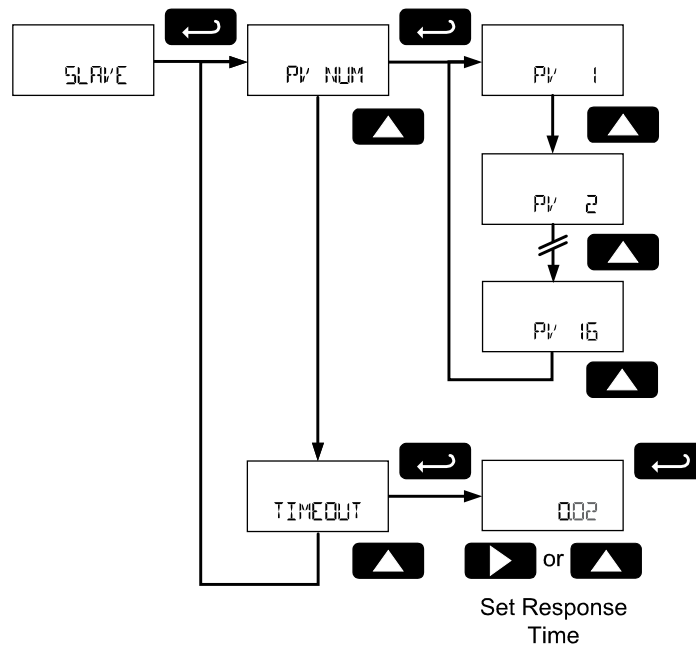 SLAVE
PV NUM
PV 1
PV 2
PV 16
TIMEOUT
0.02
or
Set Response
Time